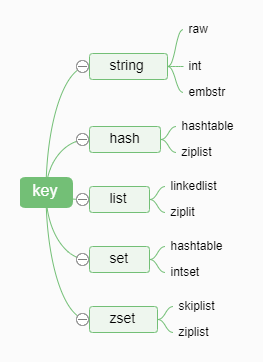 raw
string
int
embstr
hashtable
hash
ziplist
key
linkedlist
list
ziplit
hashtable
set
intset
skiplist
zset
ziplist